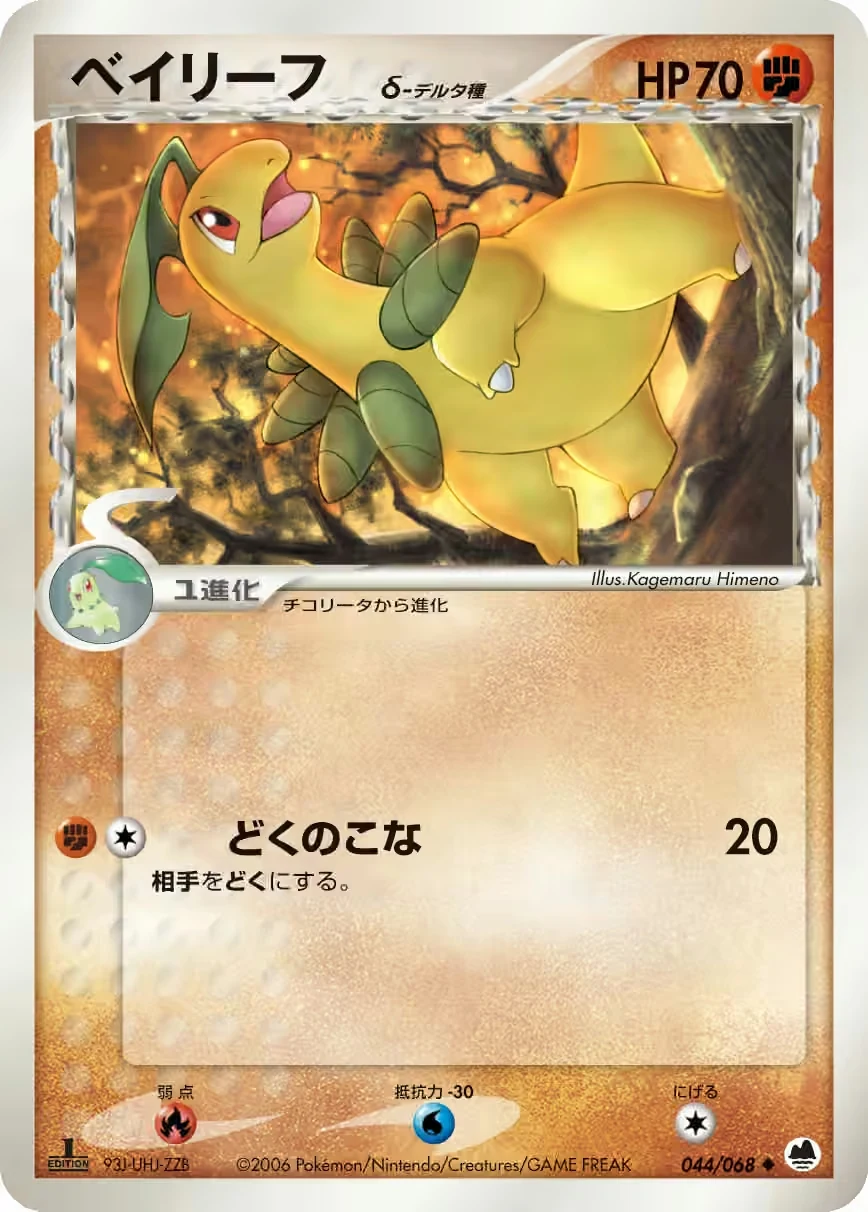 ベイリーフ δ-デルタ種 HP70
Illus.Kagemaru Himeno
1進化 チコリータから進化
どくのこな 20
相手をどくにする。
弱点 抵抗力 -30 にげる
1 EDITION 93J-UHJ-ZZB ©2006 Pokémon/Nintendo/Creatures/GAME FREAK 044/068 ◆